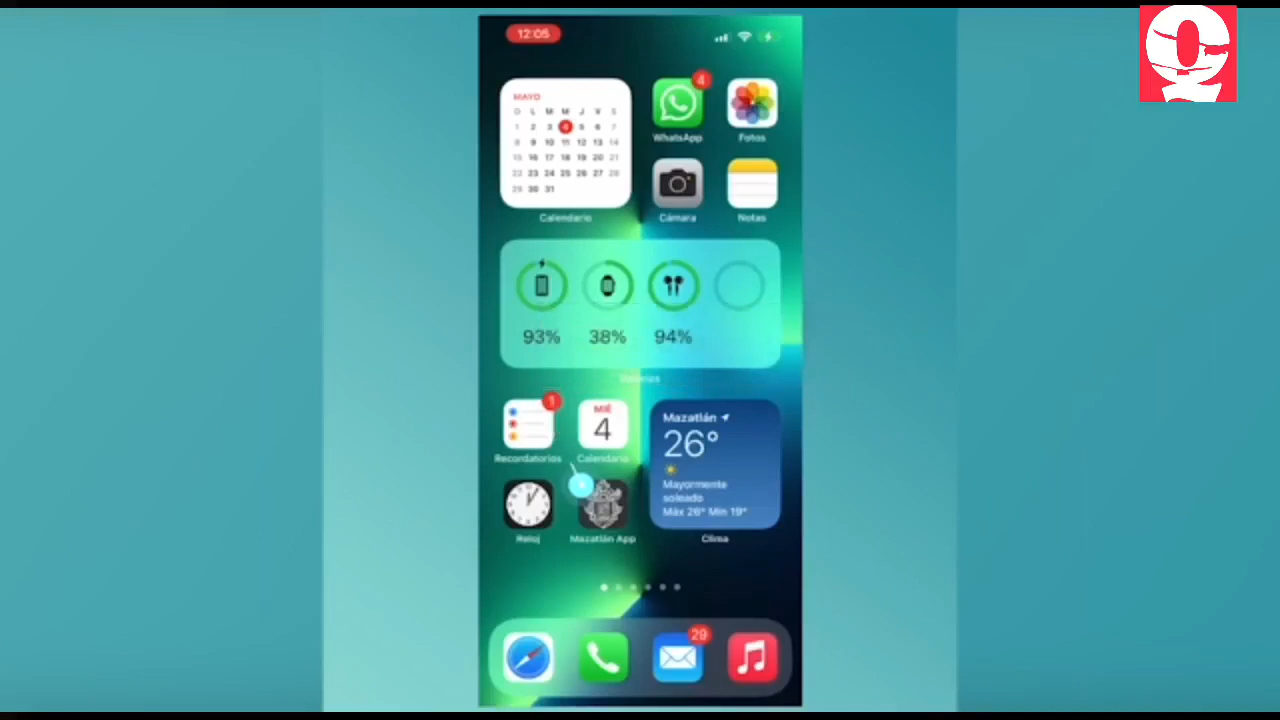 12:05
MAYO
D L M M J V S
1 2 3 4 5 6 7
8 9 10 11 12 13 14
15 16 17 18 19 20 21
22 23 24 25 26 27 28
29 30 31
Calendario
4
WhatsApp
Fotos
Cámara
Notas
93% 38% 94%
1
Recordatorios
MIÉ
4
Calendario
Reloj
Mazatlán App
Mazatlán
26°
Mayormente
soleado
Máx 26° Mín 19°
Clima
29